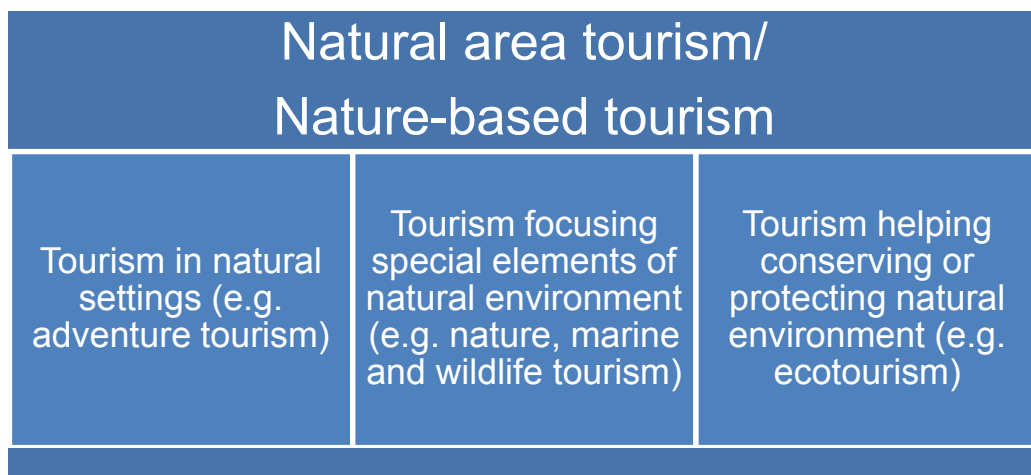 Natural area tourism/
Nature-based tourism
Tourism in natural
settings (e.g.
adventure tourism)
Tourism focusing
special elements of
natural environment
(e.g. nature, marine
and wildlife tourism)
Tourism helping
conserving or
protecting natural
environment (e.g.
ecotourism)